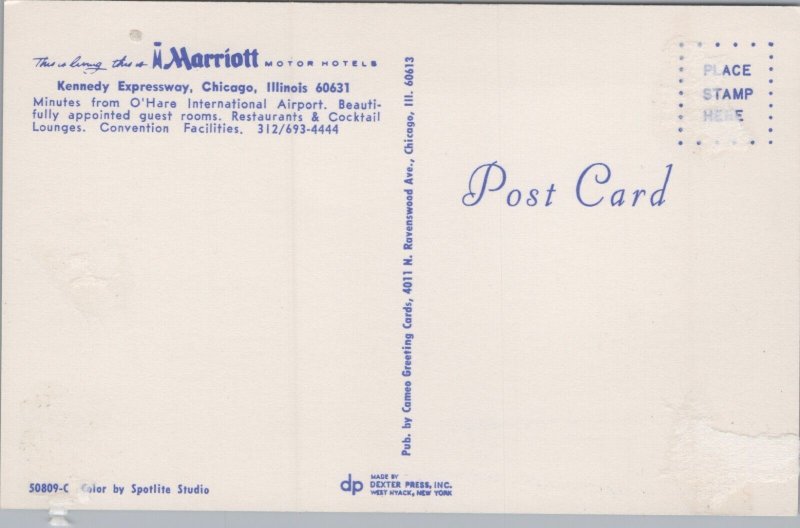 This is living this is Marriott MOTOR HOTELS
Kennedy Expressway, Chicago, Illinois 60631
Minutes from O'Hare International Airport. Beauti-
fully appointed guest rooms. Restaurants & Cocktail
Lounges. Convention Facilities. 312/693-4444
Pub. by Cameo Greeting Cards, 4011 N. Ravenswood Ave., Chicago, Ill. 60613
PLACE
STAMP
HERE
Post Card
50809-C Color by Spotlite Studio
dp
MADE BY
DEXTER PRESS, INC.
WEST NYACK, NEW YORK